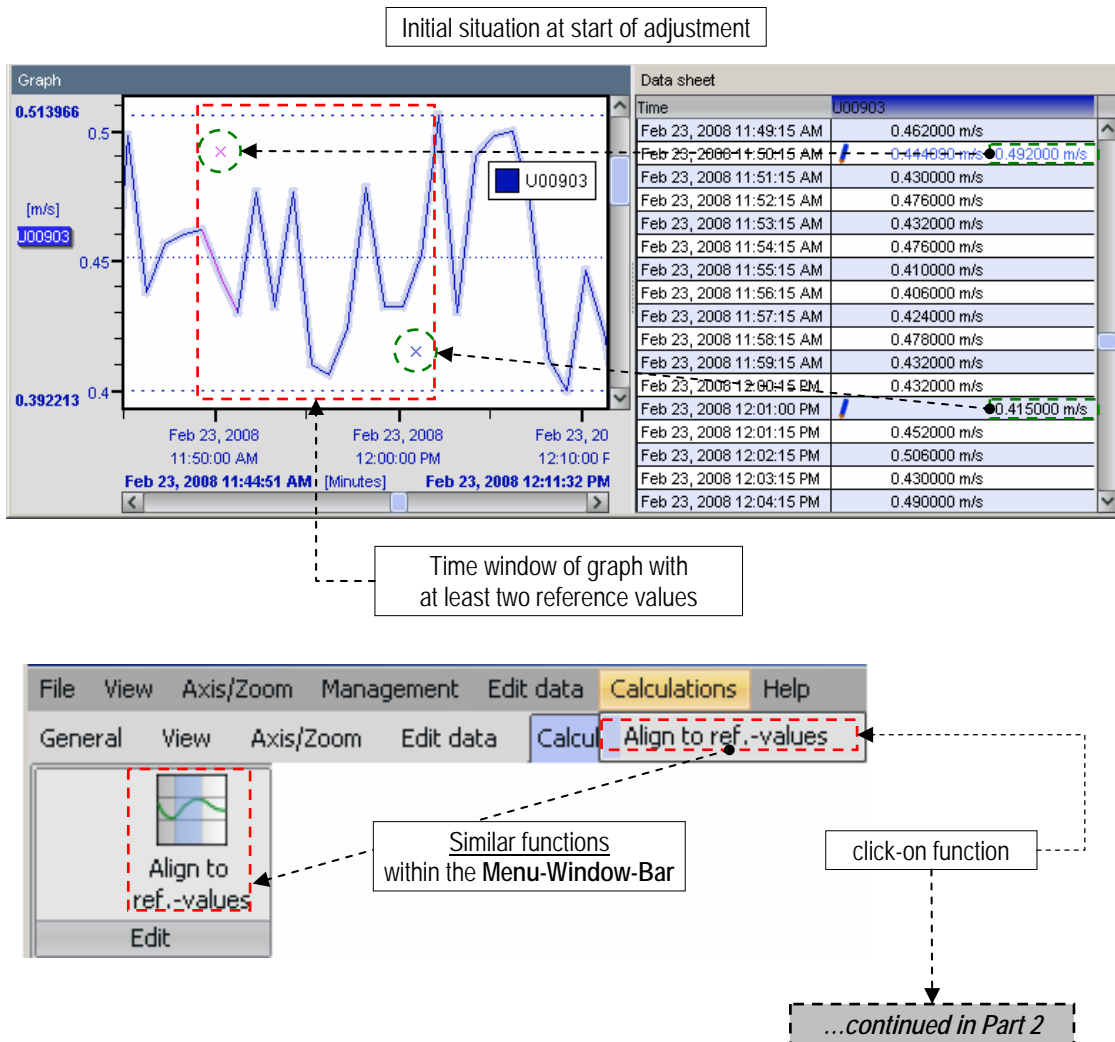 Initial situation at start of adjustment
Graph
0.513966
0.5
[m/s]
U00903
0.45
0.392213
0.4
U00903
Feb 23, 2008
11:50:00 AM
Feb 23, 2008
12:00:00 PM
Feb 23, 20
12:10:00 P
Feb 23, 2008 11:44:51 AM [Minutes] Feb 23, 2008 12:11:32 PM
Data sheet
Time U00903
Feb 23, 2008 11:49:15 AM 0.462000 m/s
Feb 23, 2008 11:50:15 AM 0.444090 m/s 0.492000 m/s
Feb 23, 2008 11:51:15 AM 0.430000 m/s
Feb 23, 2008 11:52:15 AM 0.476000 m/s
Feb 23, 2008 11:53:15 AM 0.432000 m/s
Feb 23, 2008 11:54:15 AM 0.476000 m/s
Feb 23, 2008 11:55:15 AM 0.410000 m/s
Feb 23, 2008 11:56:15 AM 0.406000 m/s
Feb 23, 2008 11:57:15 AM 0.424000 m/s
Feb 23, 2008 11:58:15 AM 0.478000 m/s
Feb 23, 2008 11:59:15 AM 0.432000 m/s
Feb 23, 2008 12:00:15 PM 0.432000 m/s
Feb 23, 2008 12:01:00 PM 0.415000 m/s
Feb 23, 2008 12:01:15 PM 0.452000 m/s
Feb 23, 2008 12:02:15 PM 0.506000 m/s
Feb 23, 2008 12:03:15 PM 0.430000 m/s
Feb 23, 2008 12:04:15 PM 0.490000 m/s
Time window of graph with
at least two reference values
File View Axis/Zoom Management Edit data Calculations Help
General View Axis/Zoom Edit data Calcul Align to ref.-values
Align to
ref.-values
Edit
Similar functions
within the Menu-Window-Bar
click-on function
...continued in Part 2